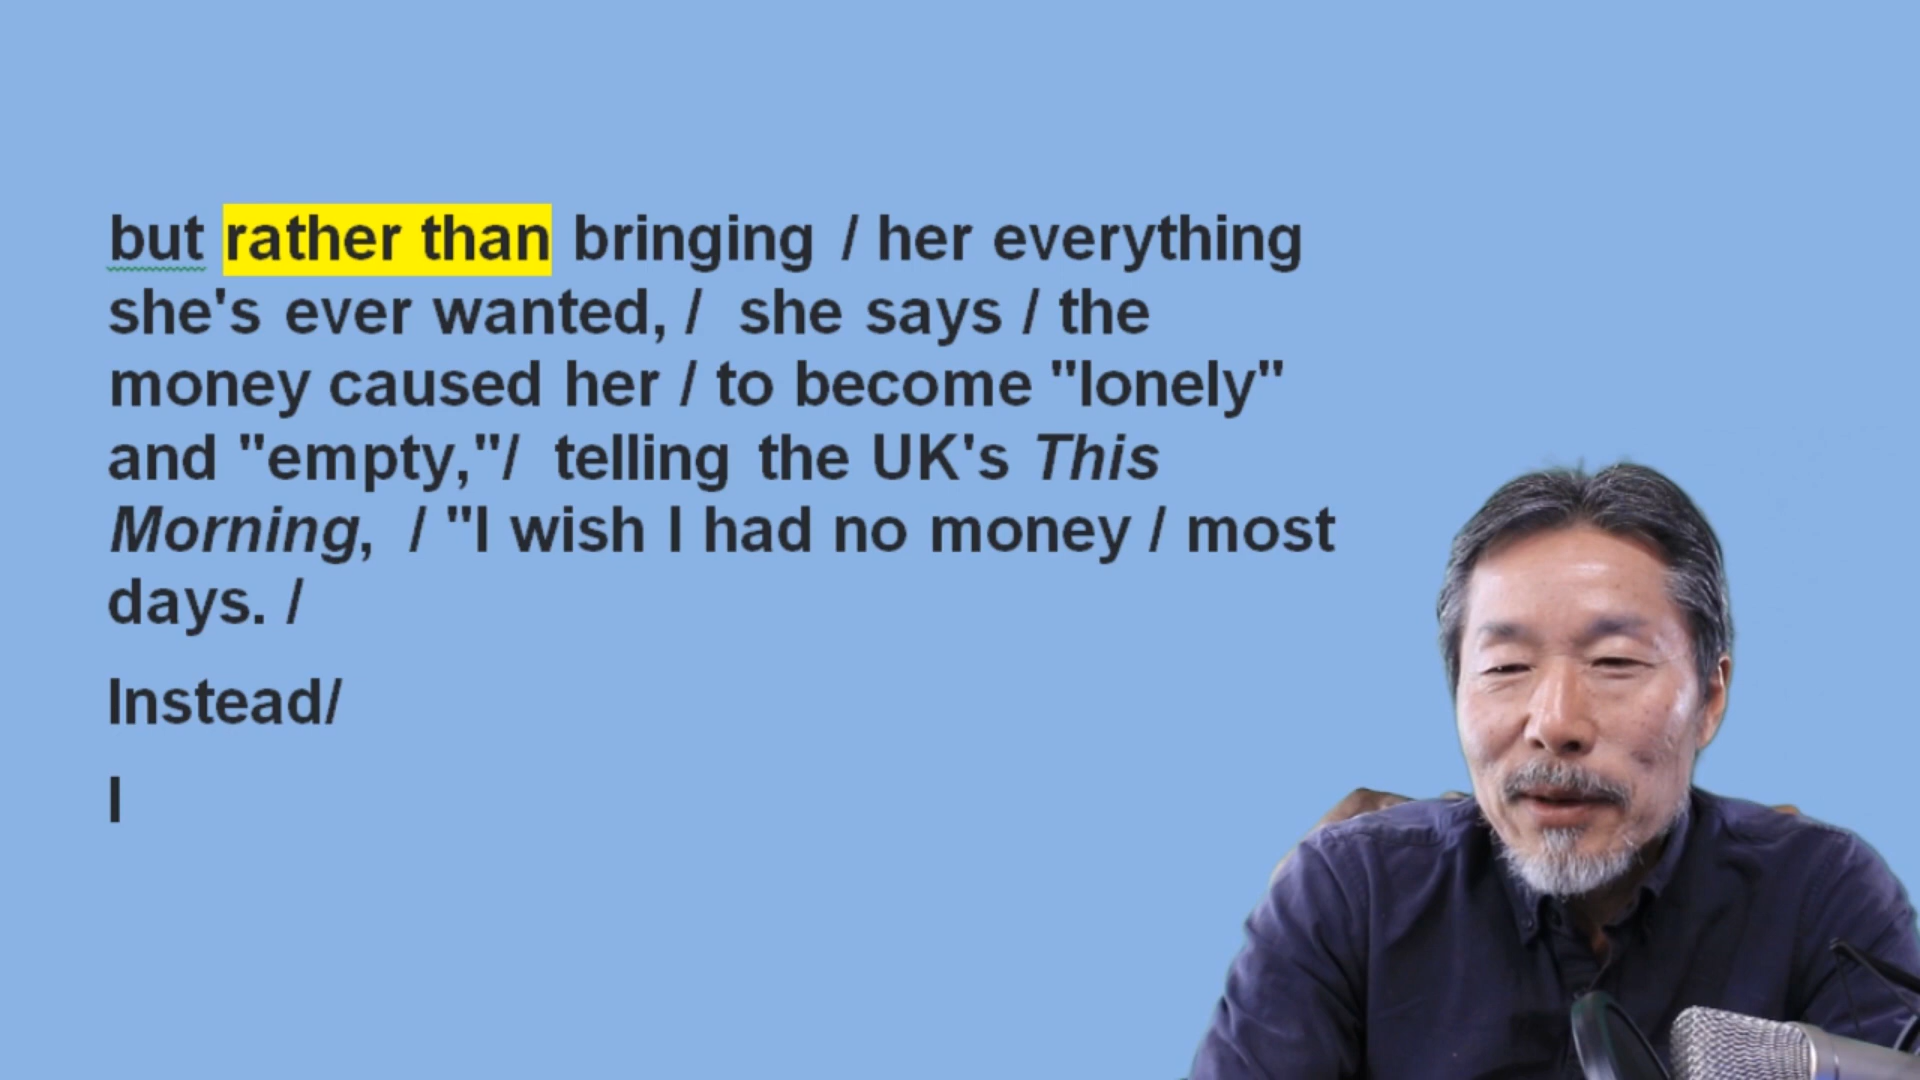 but rather than bringing / her everything
she's ever wanted, / she says / the
money caused her / to become "lonely"
and "empty,"/ telling the UK's This
Morning, / "I wish I had no money / most
days. /
Instead/
I